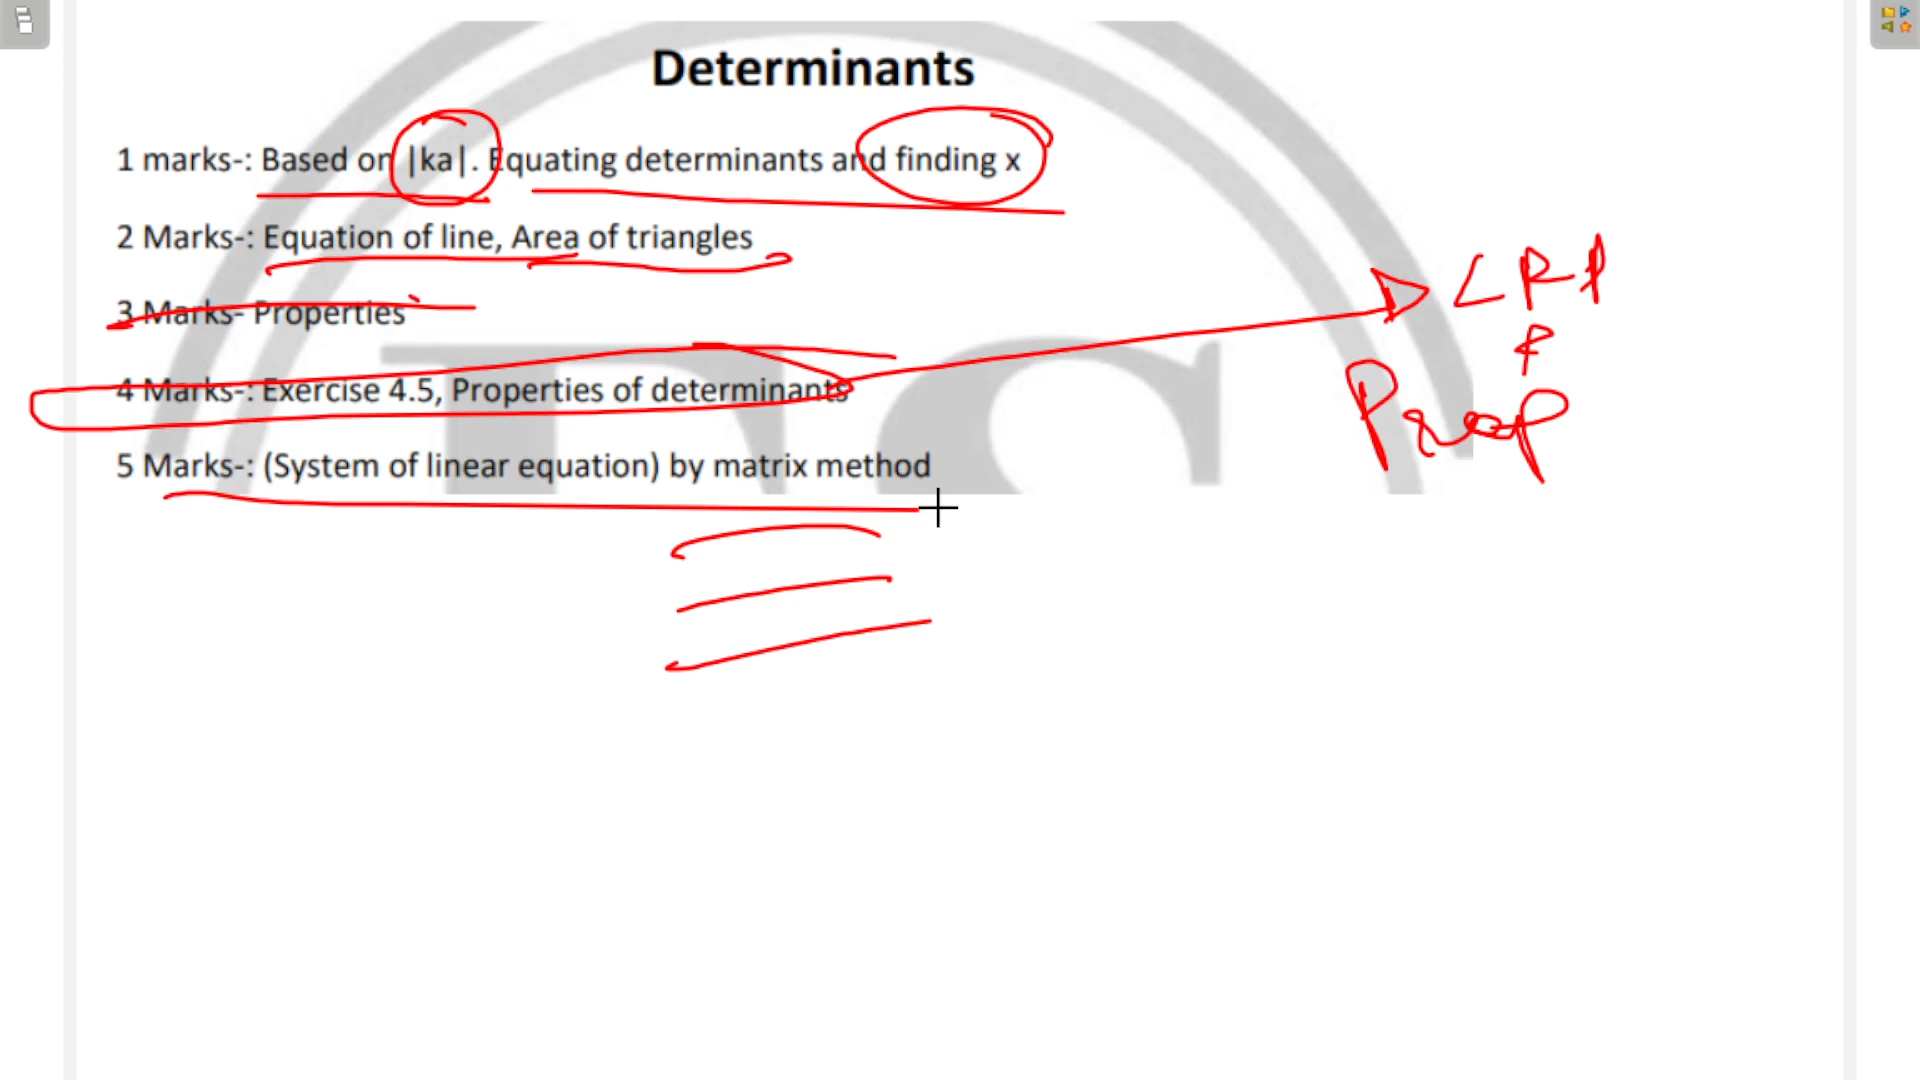 Determinants
1 marks-: Based on |ka|. Equating determinants and finding x
2 Marks-: Equation of line, Area of triangles
3 Marks- Properties
4 Marks-: Exercise 4.5, Properties of determinants
5 Marks-: (System of linear equation) by matrix method